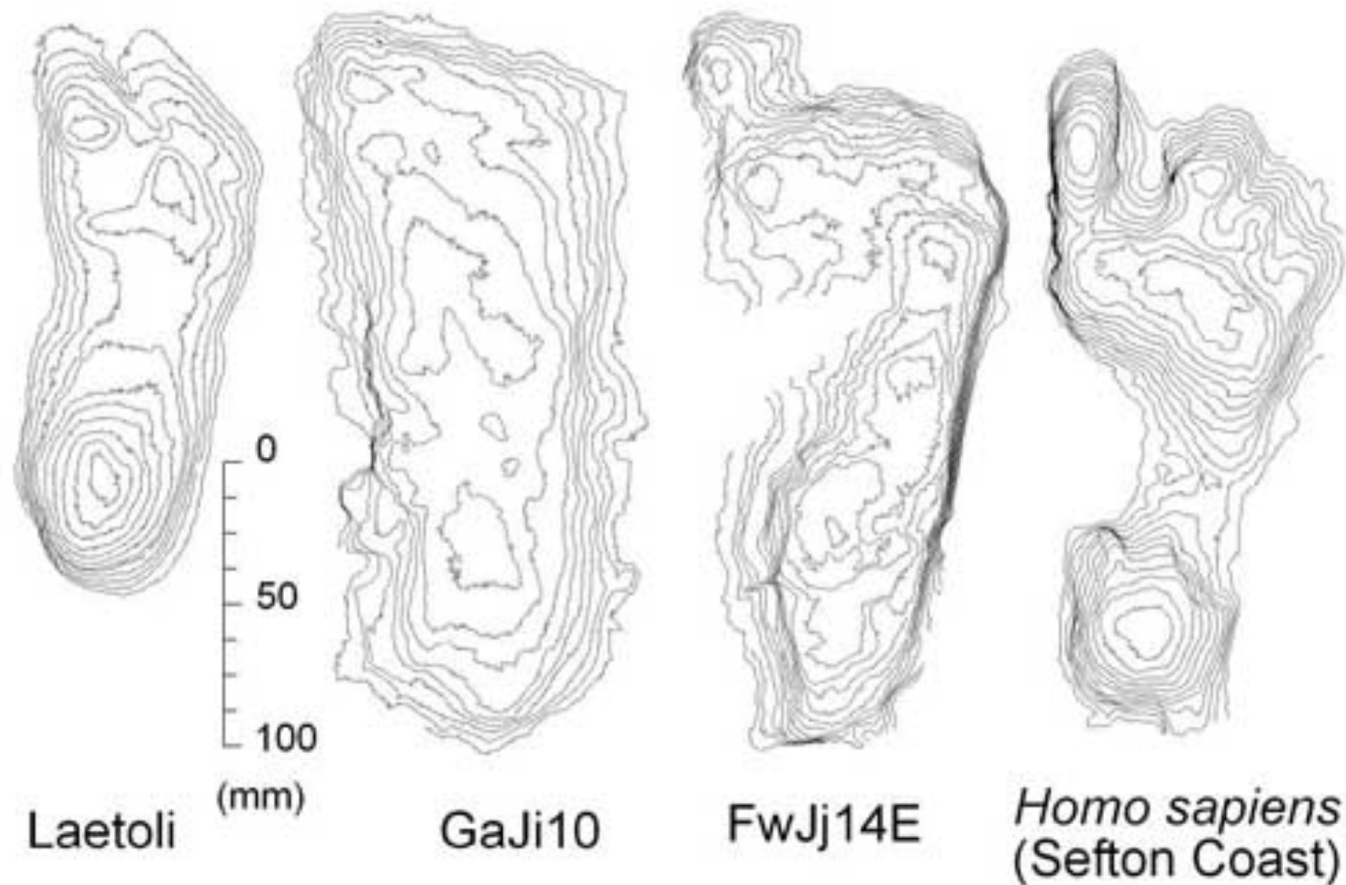 0
50
100
(mm)
Laetoli
GaJi10
FwJj14E
Homo sapiens
(Sefton Coast)